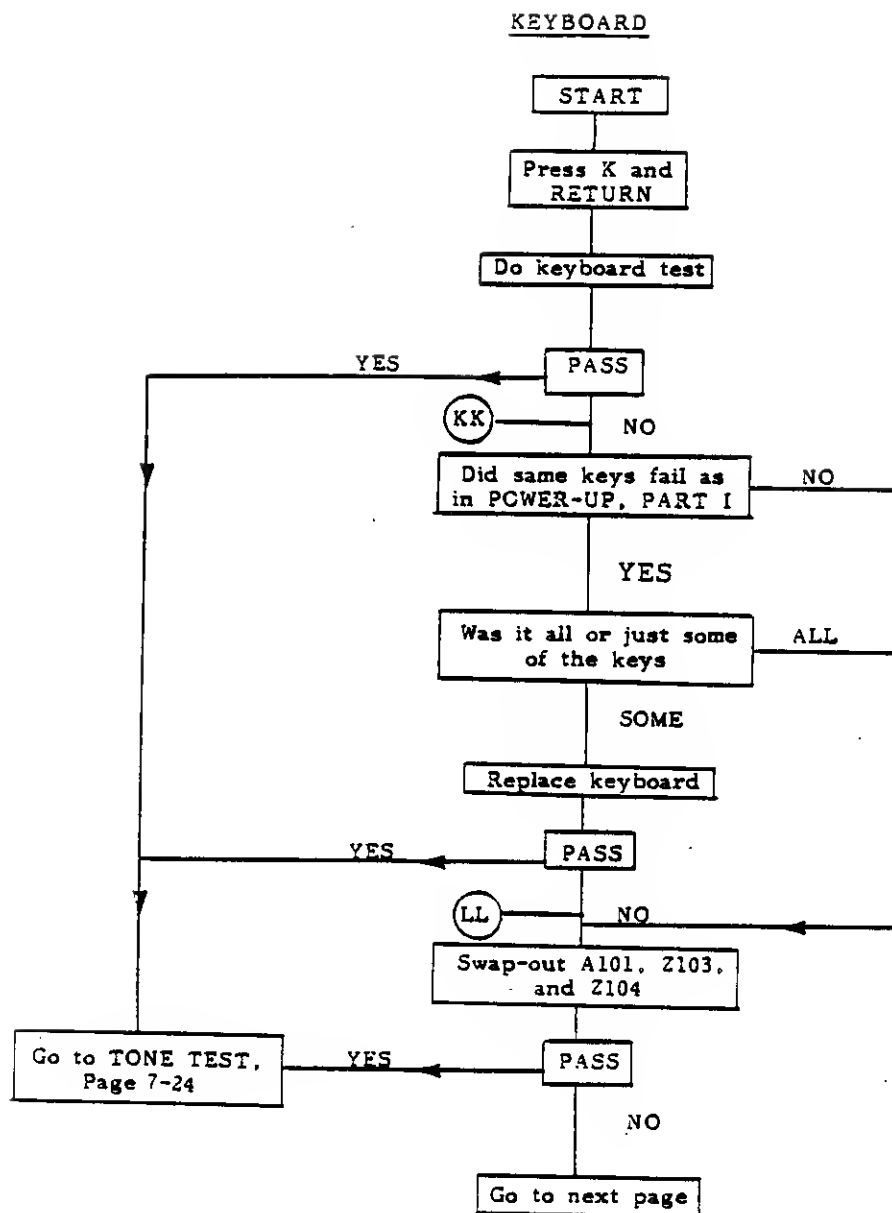 KEYBOARD
START
Press K and
RETURN
Do keyboard test
YES
PASS
KK
NO
Did same keys fail as
in POWER-UP, PART I
NO
YES
Was it all or just some
of the keys
ALL
SOME
Replace keyboard
YES
PASS
LL
NO
Swap-out A101, Z103,
and Z104
Go to TONE TEST,
Page 7-24
YES
PASS
NO
Go to next page